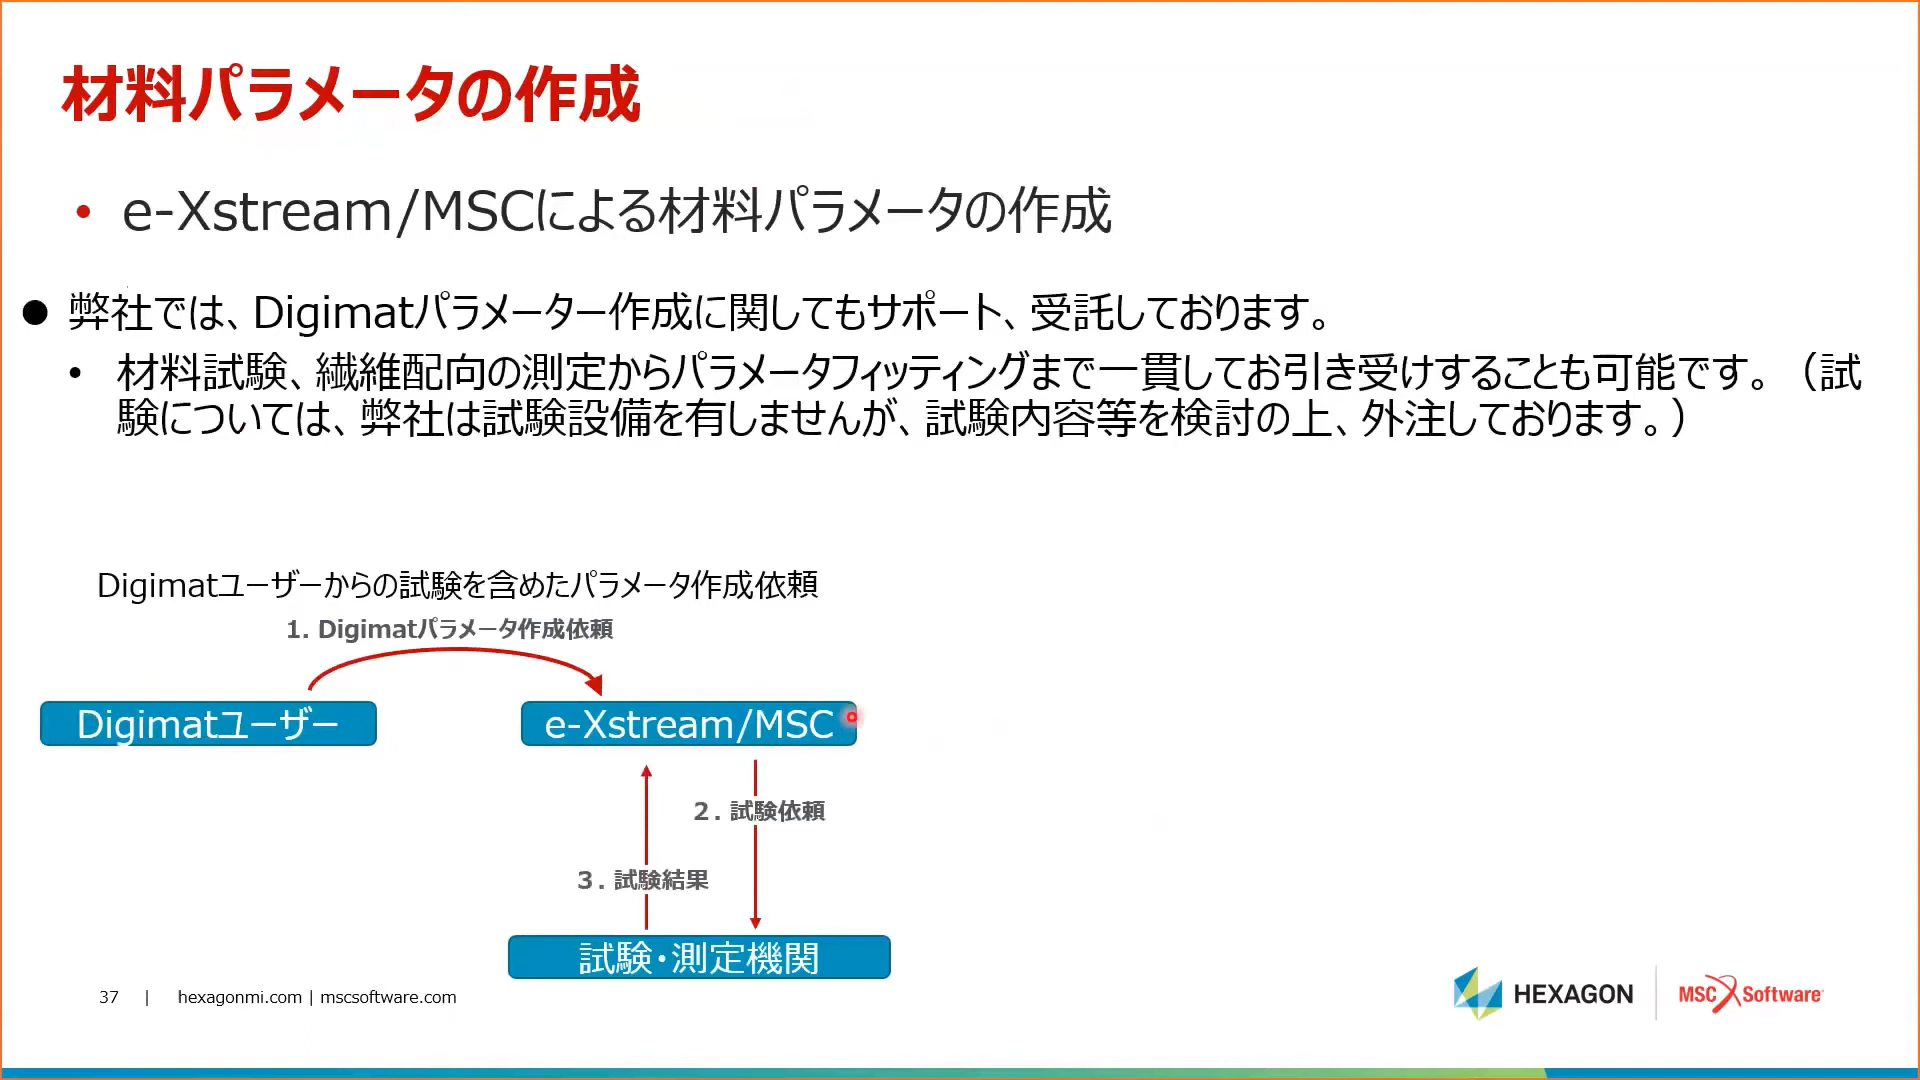 材料パラメータの作成
• e-Xstream/MSCによる材料パラメータの作成
● 弊社では、Digimatパラメーター作成に関してもサポート、受託しております。
• 材料試験、繊維配向の測定からパラメータフィッティングまで一貫してお引き受けすることも可能です。（試
験については、弊社は試験設備を有しませんが、試験内容等を検討の上、外注しております。）
Digimatユーザーからの試験を含めたパラメータ作成依頼
1. Digimatパラメータ作成依頼
Digimatユーザー
e-Xstream/MSC
2. 試験依頼
3. 試験結果
試験・測定機関
37 | hexagonmi.com | mscsoftware.com
HEXAGON
MSC Software